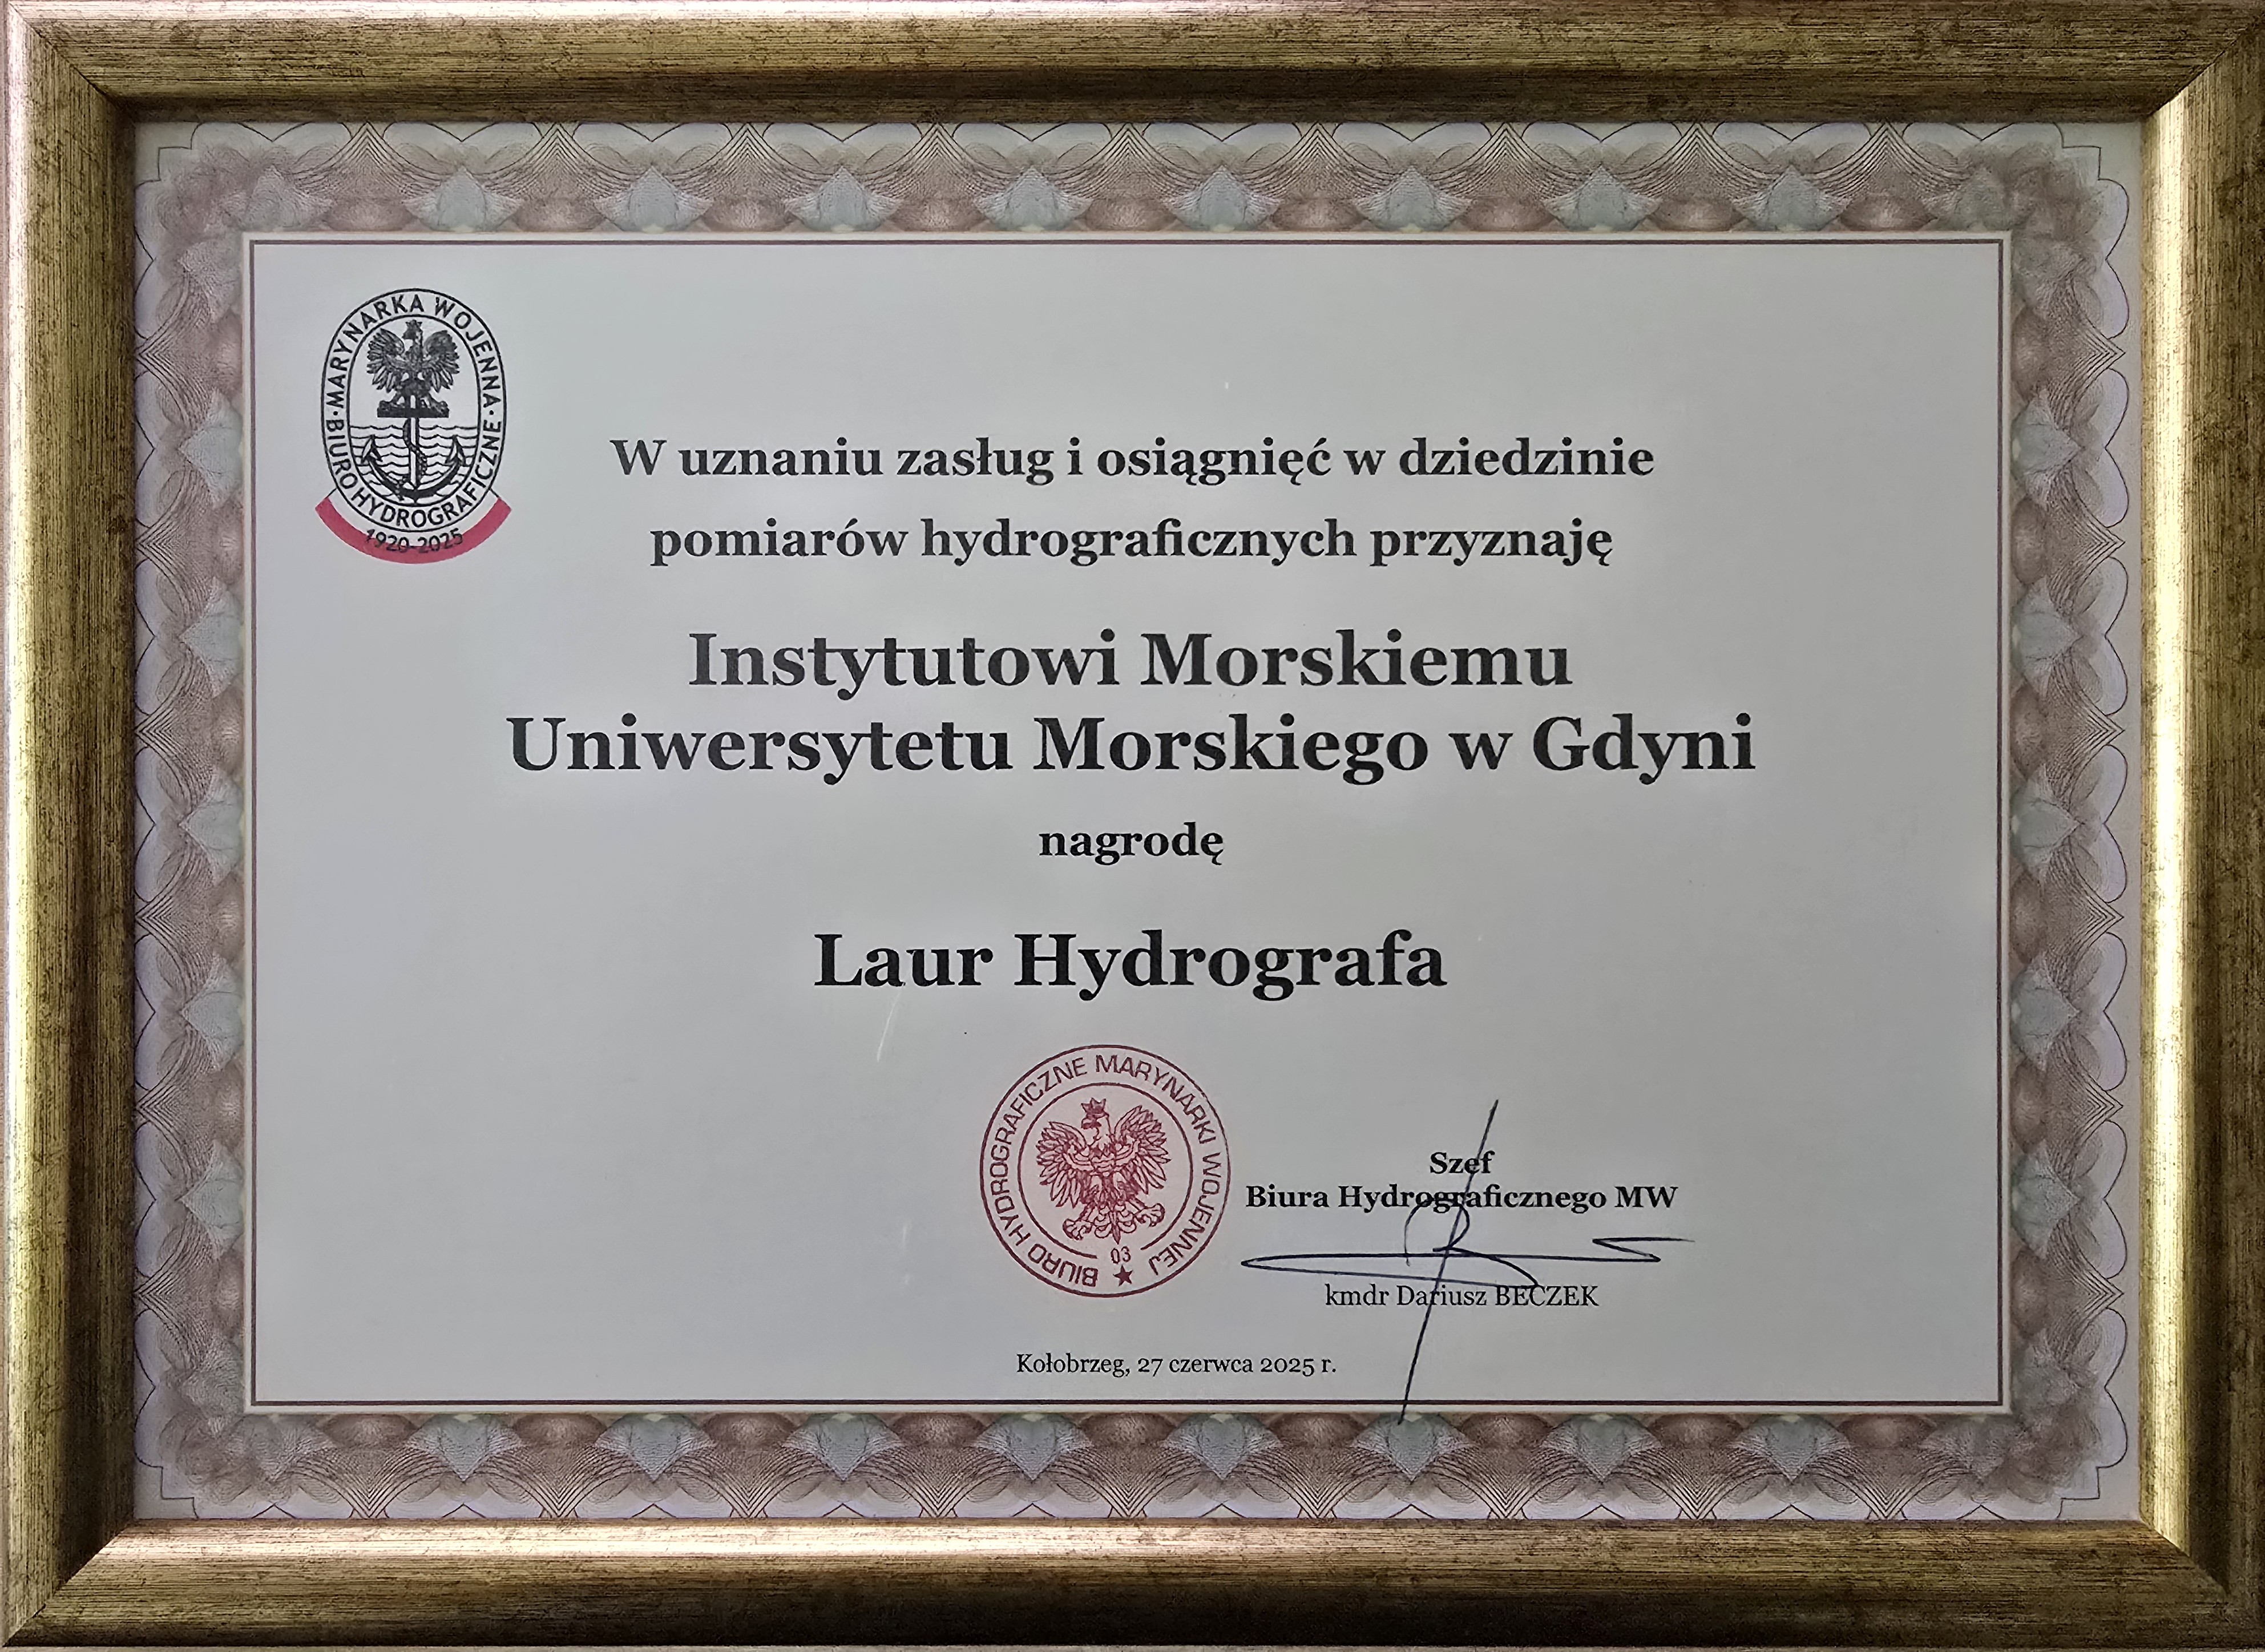 MARYNARKA WOJENNA
BIURO HYDROGRAFICZNE
1920-2025
W uznaniu zasług i osiągnięć w dziedzinie
pomiarów hydrograficznych przyznaję
Instytutowi Morskiemu
Uniwersytetu Morskiego w Gdyni
nagrodę
Laur Hydrografa
BIURO HYDROGRAFICZNE MARYNARKI WOJENNEJ
03
Szef
Biura Hydrograficznego MW
kmdr Dariusz BECZEK
Kołobrzeg, 27 czerwca 2025 r.